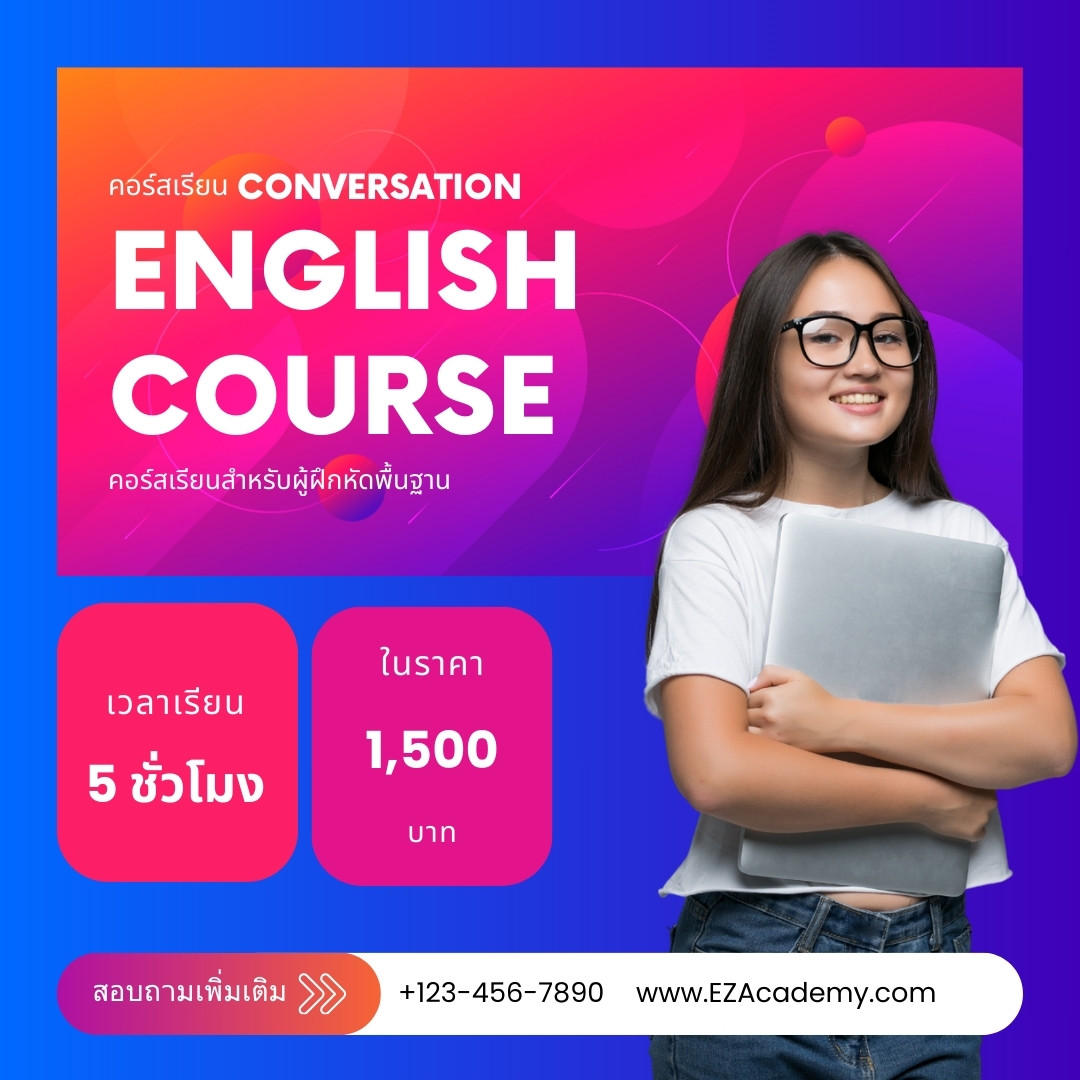 คอร์สเรียน CONVERSATION
ENGLISH
COURSE
คอร์สเรียนสำหรับผู้ฝึกหัดพื้นฐาน
เวลาเรียน
5 ชั่วโมง
ในราคา
1,500
บาท
สอบถามเพิ่มเติม +123-456-7890 www.EZAcademy.com